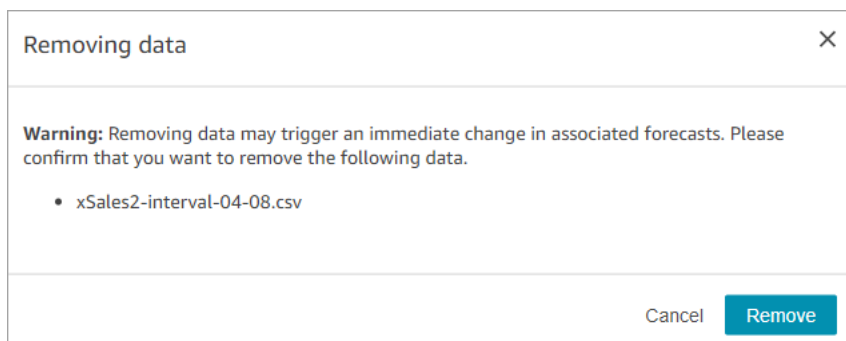 Removing data
Warning: Removing data may trigger an immediate change in associated forecasts. Please
confirm that you want to remove the following data.
• xSales2-interval-04-08.csv
Cancel Remove